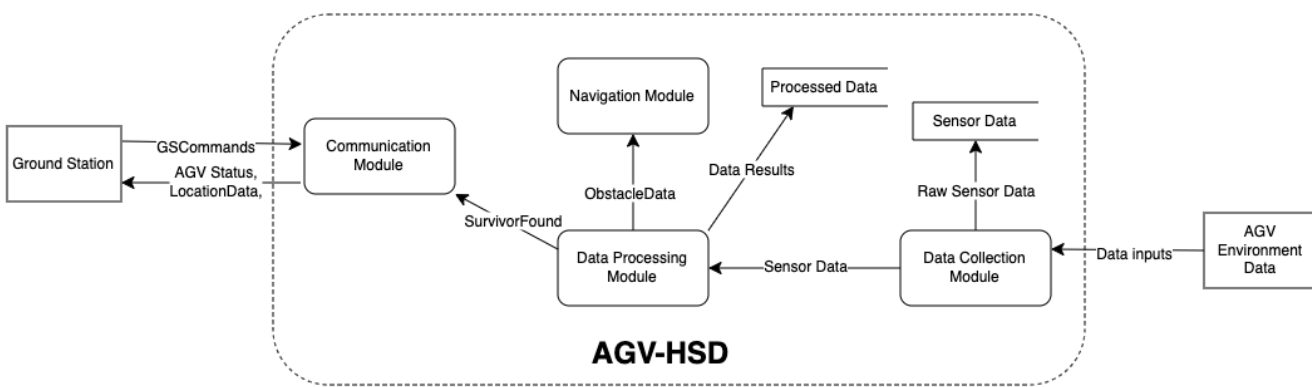 Ground Station
GSCommands
AGV Status,
LocationData,
Communication
Module
SurvivorFound
Navigation Module
ObstacleData
Data Processing
Module
Processed Data
Data Results
Sensor Data
Sensor Data
Raw Sensor Data
Data Collection
Module
Data inputs
AGV
Environment
Data
AGV-HSD